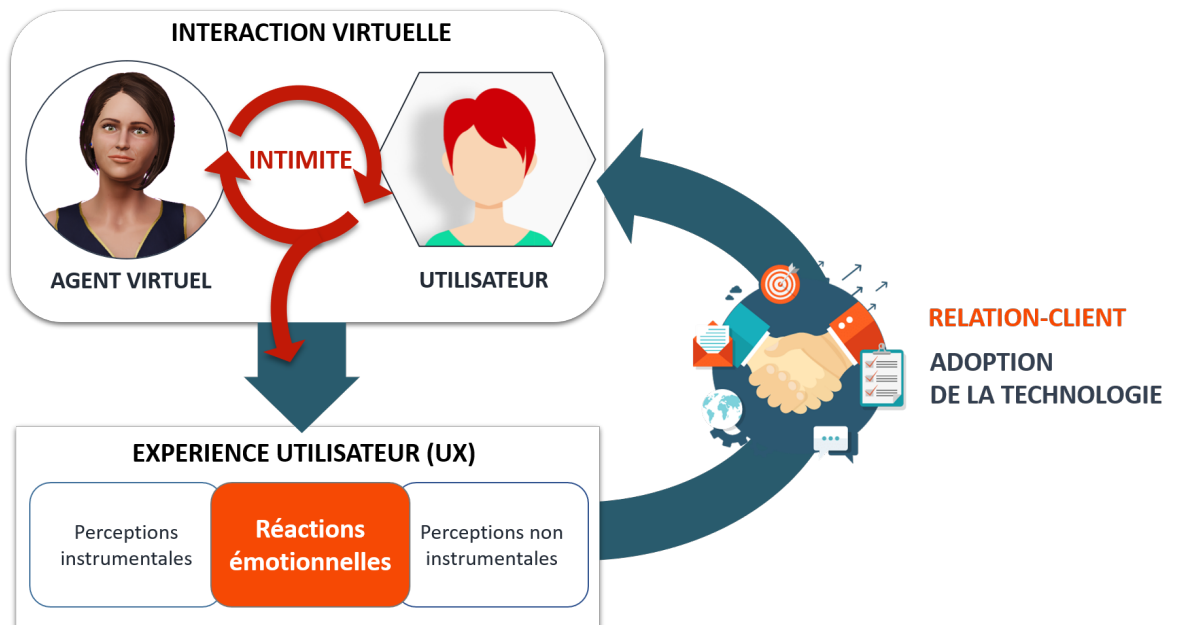 INTERACTION VIRTUELLE
INTIMITE
AGENT VIRTUEL
UTILISATEUR
RELATION-CLIENT
ADOPTION
DE LA TECHNOLOGIE
EXPERIENCE UTILISATEUR (UX)
Perceptions
instrumentales
Réactions
émotionnelles
Perceptions non
instrumentales